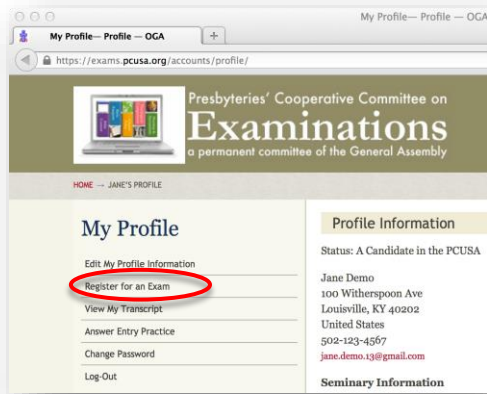 My Profile— Profile — OGA
My Profile— Profile — OGA
https://exams.pcusa.org/accounts/profile/
Presbyteries' Cooperative Committee on
Examinations
a permanent committee of the General Assembly
HOME → JANE'S PROFILE
My Profile
Edit My Profile Information
Register for an Exam
View My Transcript
Answer Entry Practice
Change Password
Log-Out
Profile Information
Status: A Candidate in the PCUSA
Jane Demo
100 Witherspoon Ave
Louisville, KY 40202
United States
502-123-4567
jane.demo.13@gmail.com
Seminary Information